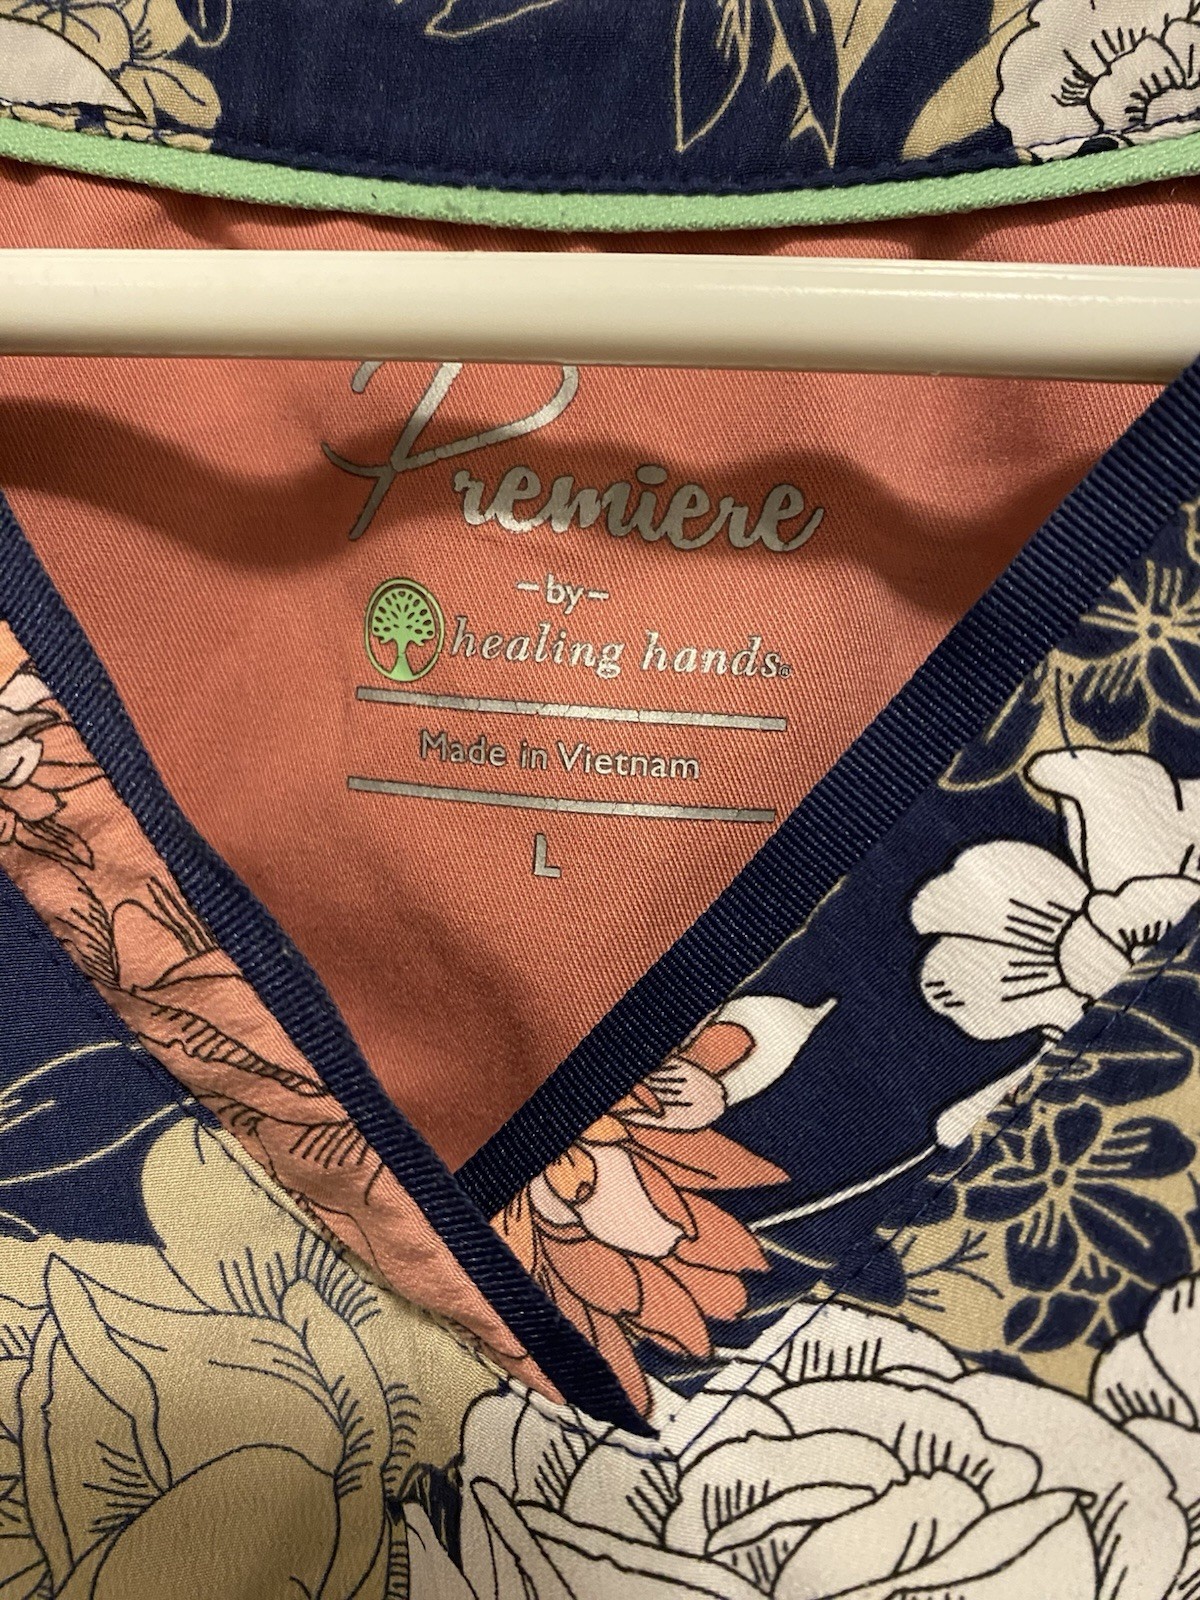 Premiere
-by-
healing hands®
Made in Vietnam
L